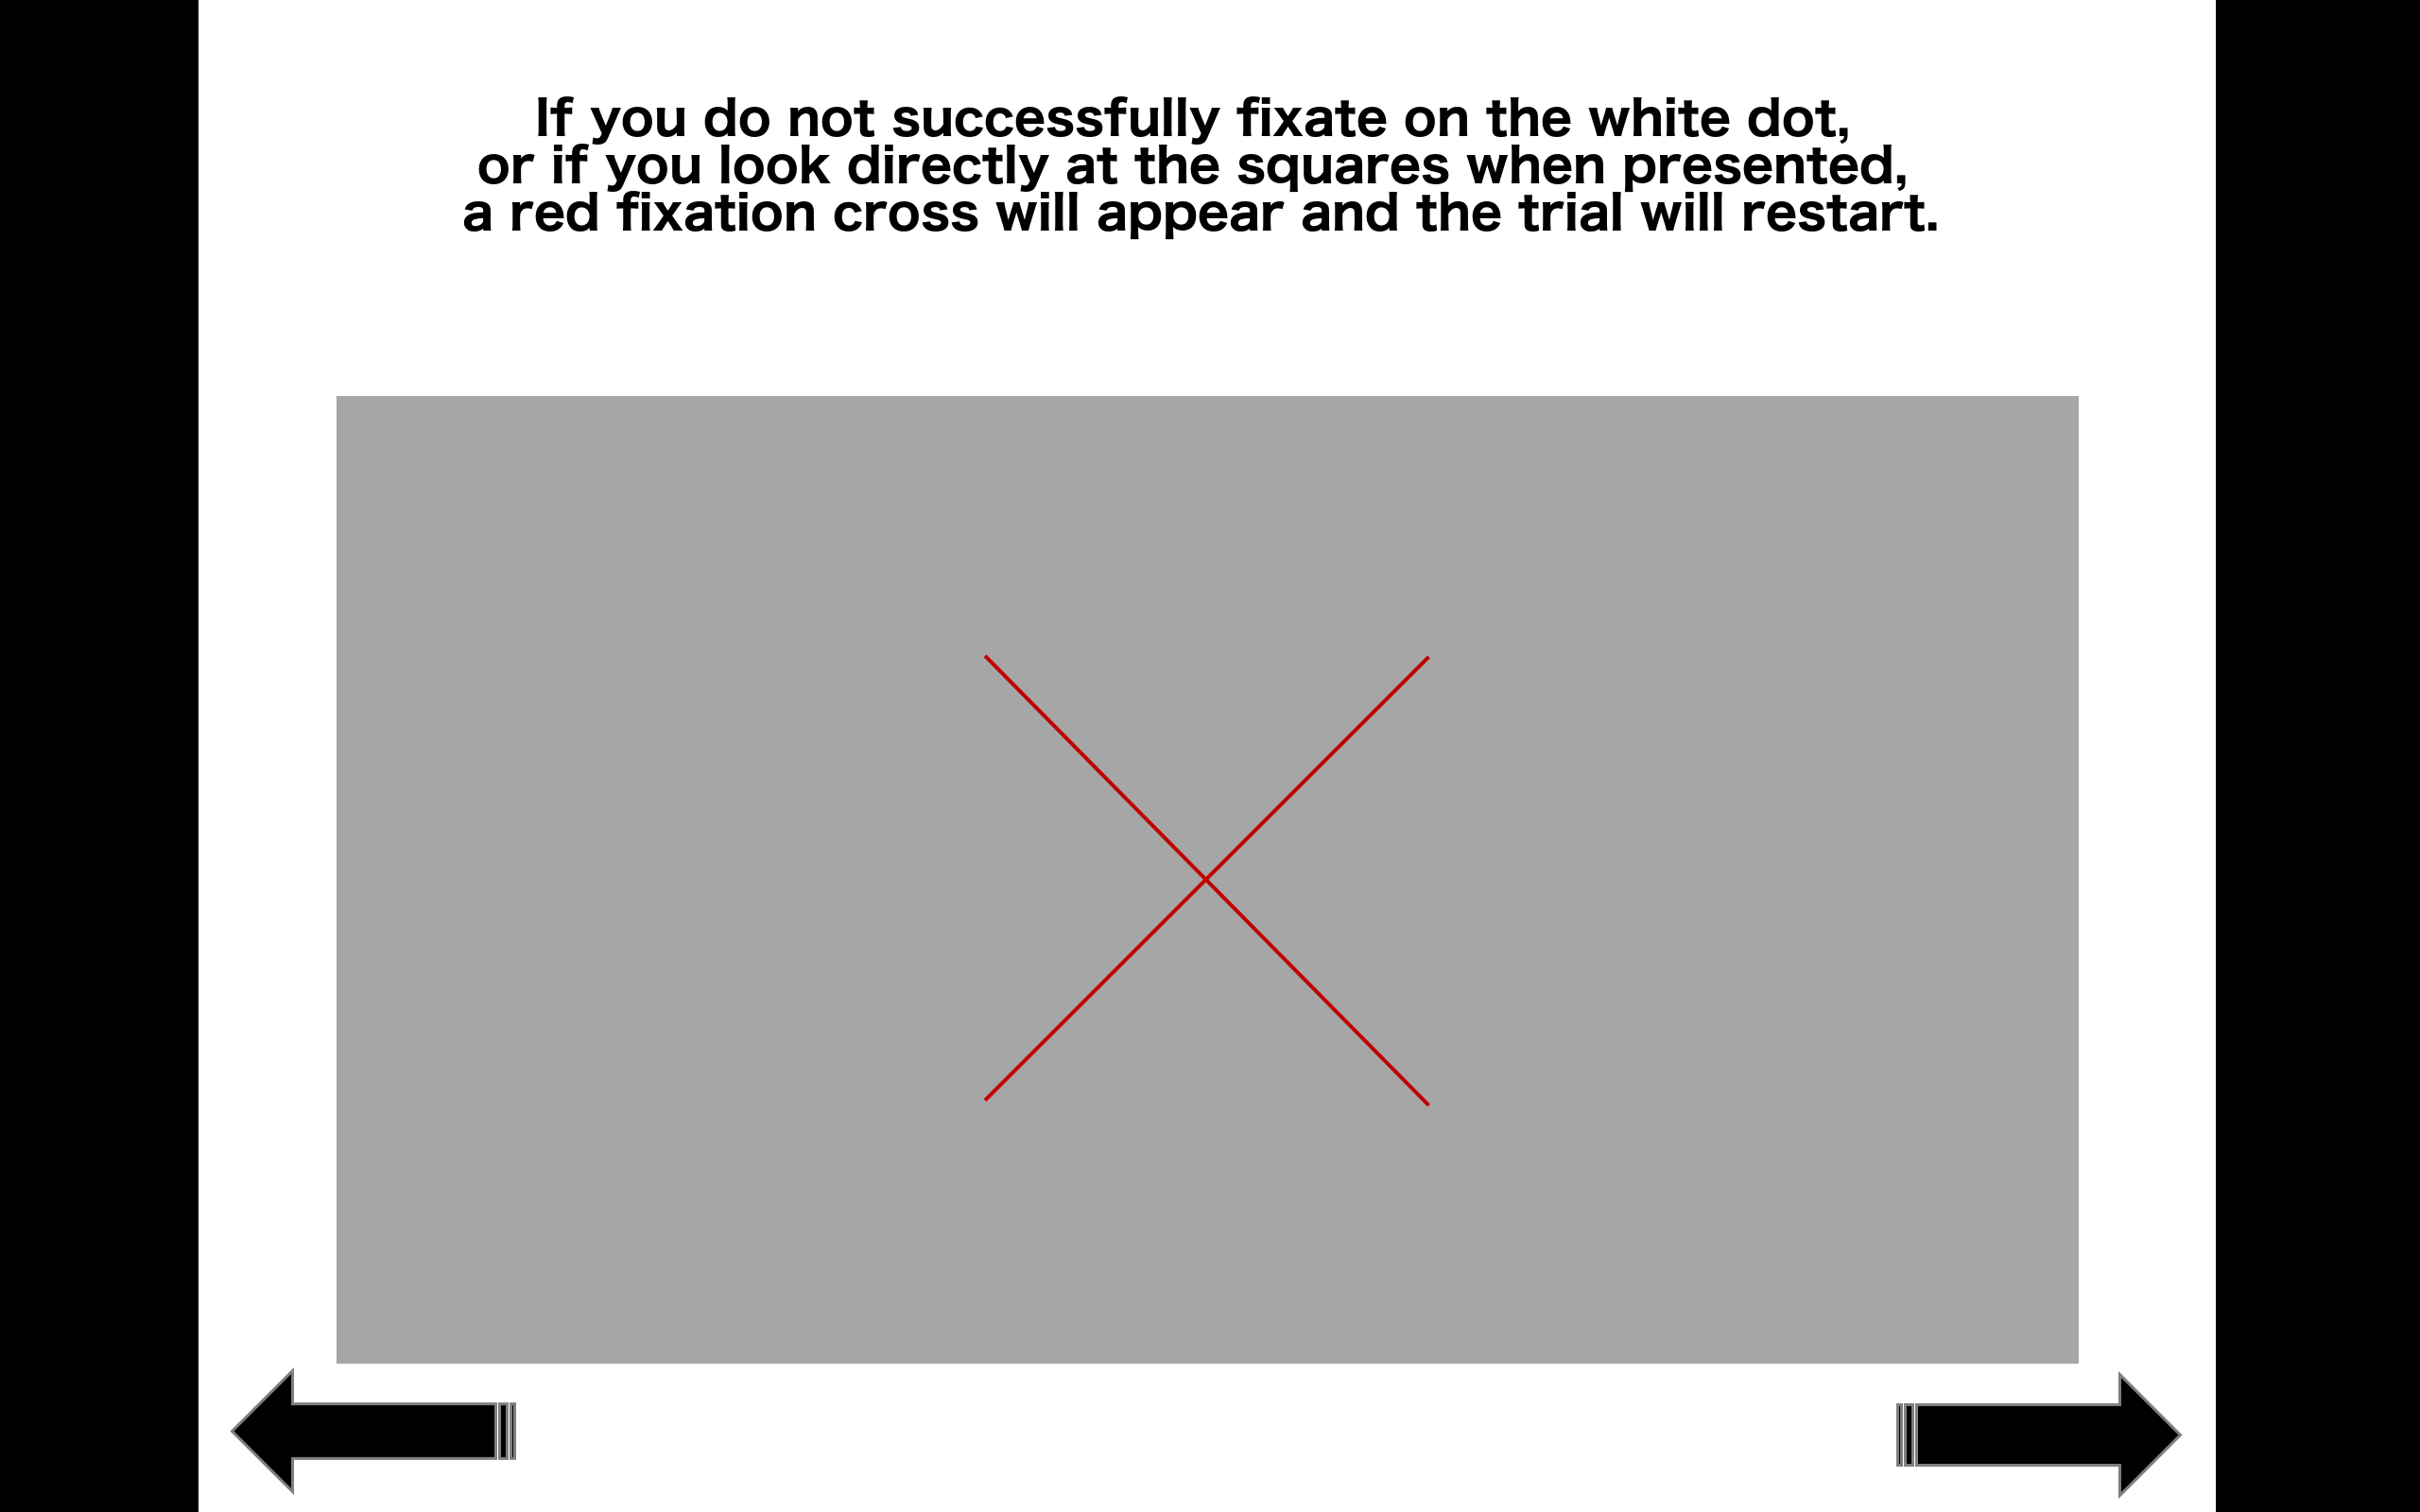 If you do not successfully fixate on the white dot,
or if you look directly at the squares when presented,
a red fixation cross will appear and the trial will restart.